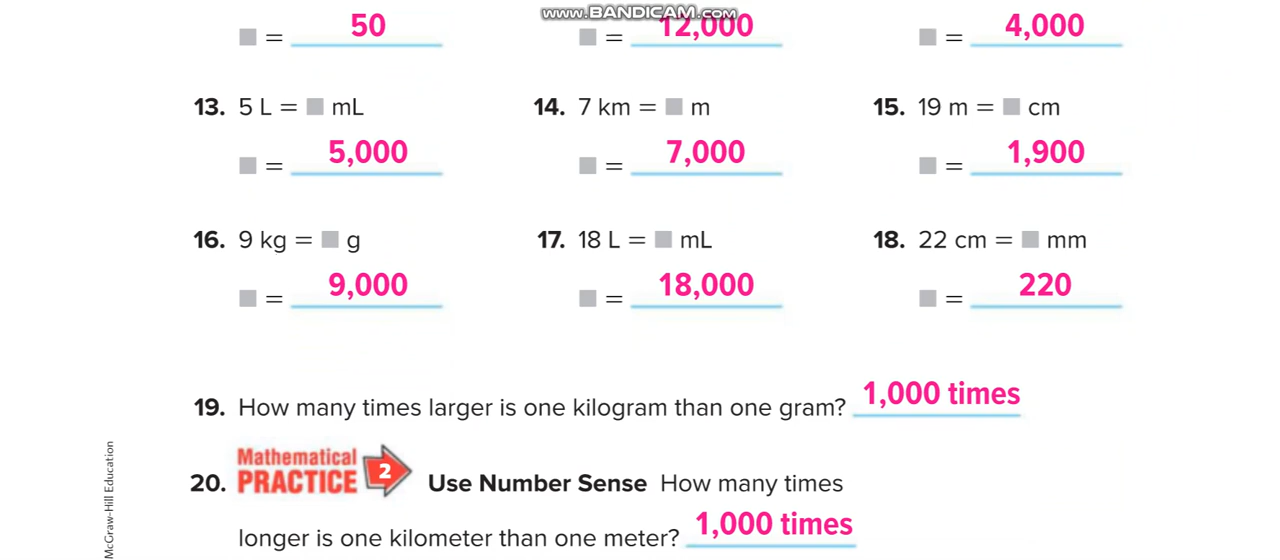 www.BANDICAM.com
= 50
= 12,000
= 4,000
13. 5 L = mL
14. 7 km = m
15. 19 m = cm
= 5,000
= 7,000
= 1,900
16. 9 kg = g
17. 18 L = mL
18. 22 cm = mm
= 9,000
= 18,000
= 220
19. How many times larger is one kilogram than one gram? 1,000 times
20. Mathematical PRACTICE 2 Use Number Sense How many times
longer is one kilometer than one meter? 1,000 times
McGraw-Hill Education